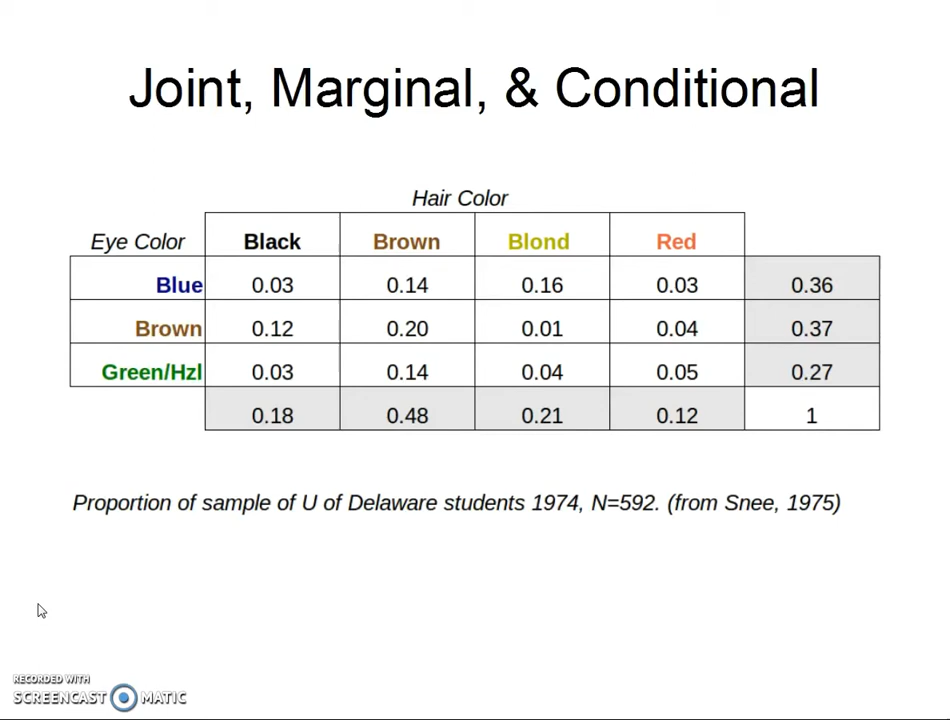 Joint, Marginal, & Conditional
Hair Color
Eye Color Black Brown Blond Red
Blue 0.03 0.14 0.16 0.03 0.36
Brown 0.12 0.20 0.01 0.04 0.37
Green/Hzl 0.03 0.14 0.04 0.05 0.27
0.18 0.48 0.21 0.12 1
Proportion of sample of U of Delaware students 1974, N=592. (from Snee, 1975)
RECORDED WITH
SCREENCAST MATIC